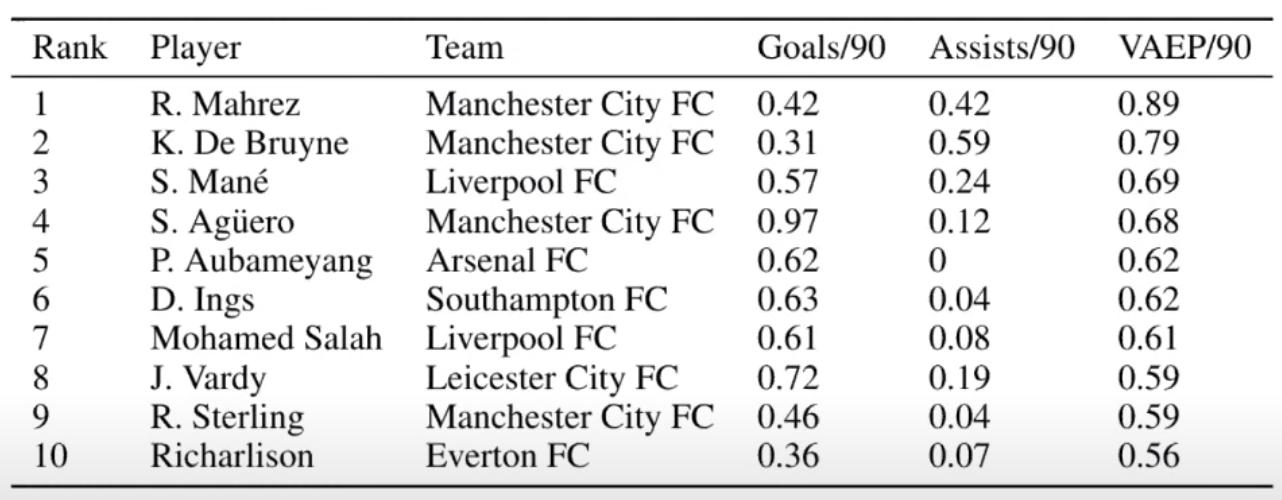 Rank Player Team Goals/90 Assists/90 VAEP/90
1 R. Mahrez Manchester City FC 0.42 0.42 0.89
2 K. De Bruyne Manchester City FC 0.31 0.59 0.79
3 S. Mané Liverpool FC 0.57 0.24 0.69
4 S. Agüero Manchester City FC 0.97 0.12 0.68
5 P. Aubameyang Arsenal FC 0.62 0 0.62
6 D. Ings Southampton FC 0.63 0.04 0.62
7 Mohamed Salah Liverpool FC 0.61 0.08 0.61
8 J. Vardy Leicester City FC 0.72 0.19 0.59
9 R. Sterling Manchester City FC 0.46 0.04 0.59
10 Richarlison Everton FC 0.36 0.07 0.56